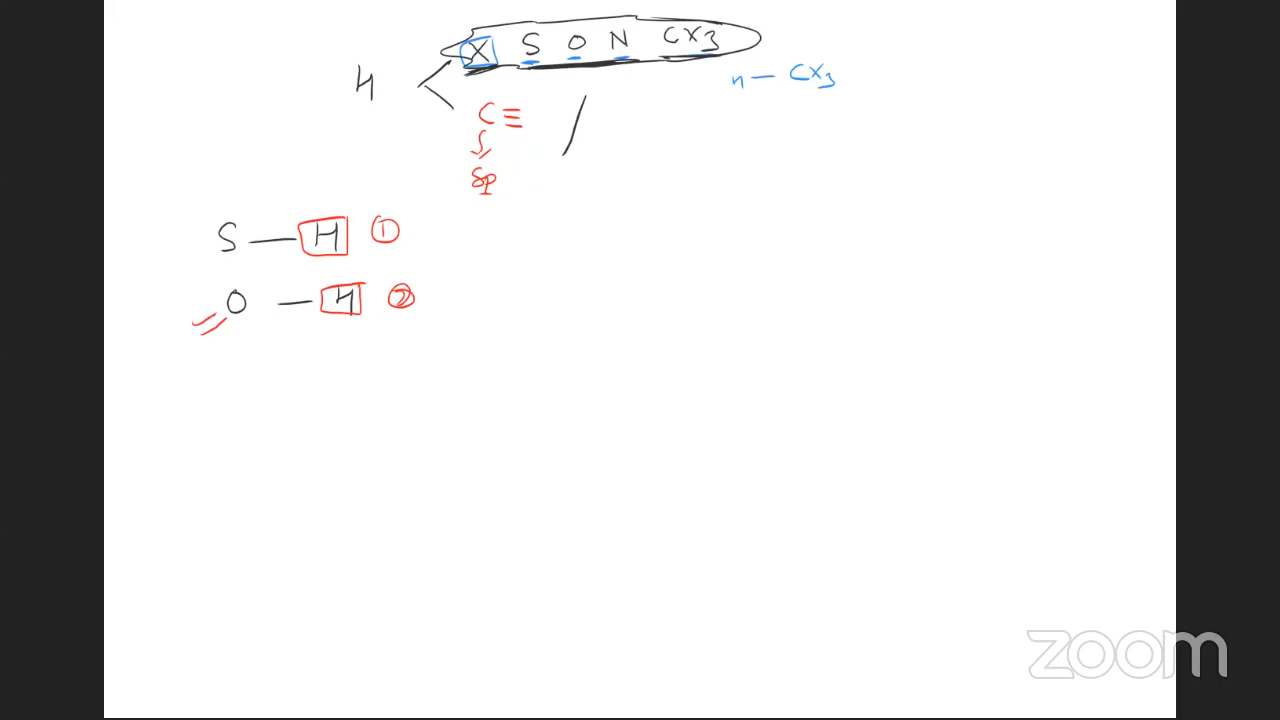 X S O N CX3
H
H — CX3
C ≡
sp
S — H ①
O — H ②
zoom